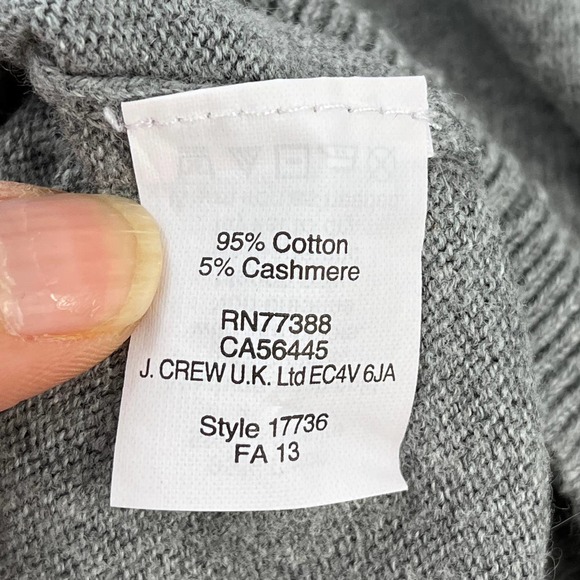 95% Cotton
5% Cashmere
RN77388
CA56445
J. CREW U.K. Ltd EC4V 6JA
Style 17736
FA 13